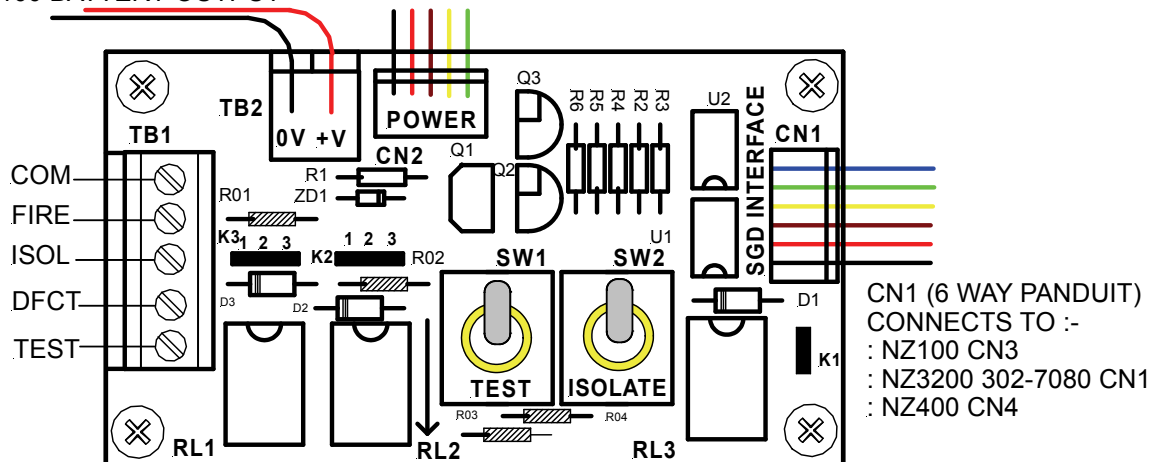 Q3
R6 R5 R4 R2 R3
U2
TB2
POWER
SGD INTERFACE
CN1
TB1
0V +V
CN2
Q1
Q2
COM
R1
R01
ZD1
FIRE
K3
1 2 3
K2
1 2 3
U1
ISOL
R02
SW1
SW2
DFCT
D3
D2
D1
TEST
TEST
ISOLATE
K1
CN1 (6 WAY PANDUIT)
CONNECTS TO :-
: NZ100 CN3
: NZ3200 302-7080 CN1
: NZ400 CN4
R03
R04
RL1
RL2
RL3